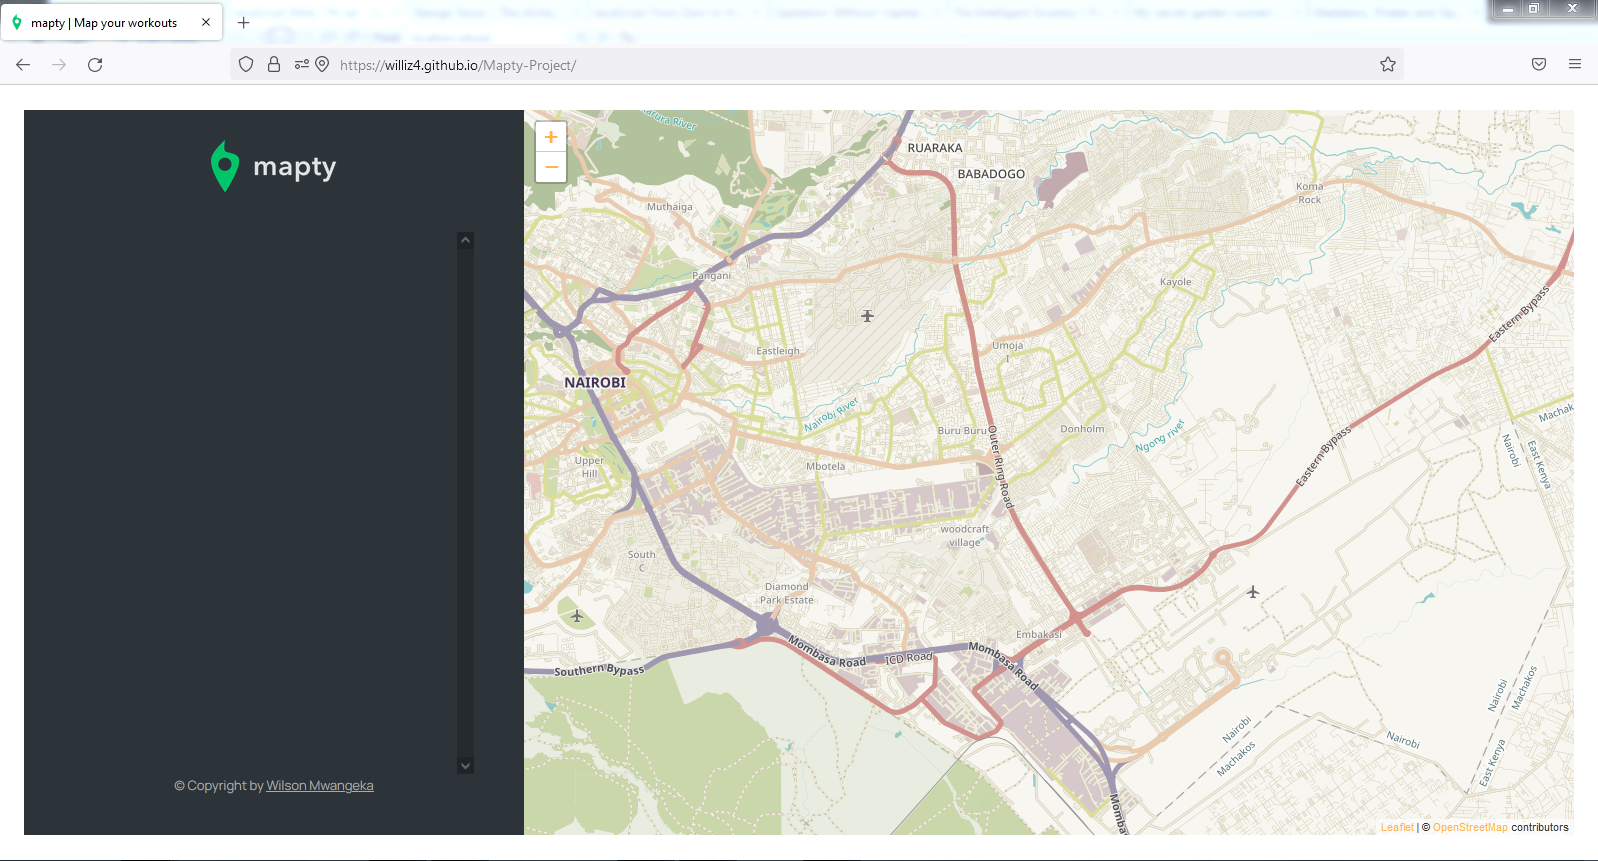 mapty | Map your workouts
https://williz4.github.io/Mapty-Project/
mapty
© Copyright by Wilson Mwangeka
+
−
RUARAKA
BABADOGO
Koma
Rock
Muthaiga
Pangani
Kayole
Eastern Bypass
Eastleigh
Umoja
I
NAIROBI
Nairobi River
Buru Buru
Outer Ring Road
Donholm
Ngong river
Eastern Bypass
Nairobi
East Kenya
Upper
Hill
Mbotela
woodcraft
village
South
C
Diamond
Park Estate
Embakasi
Southern Bypass
Mombasa Road
ICD Road
Mombasa Road
Nairobi
Machakos
Nairobi
Nairobi
Machakos
East Kenya
Leaflet | © OpenStreetMap contributors